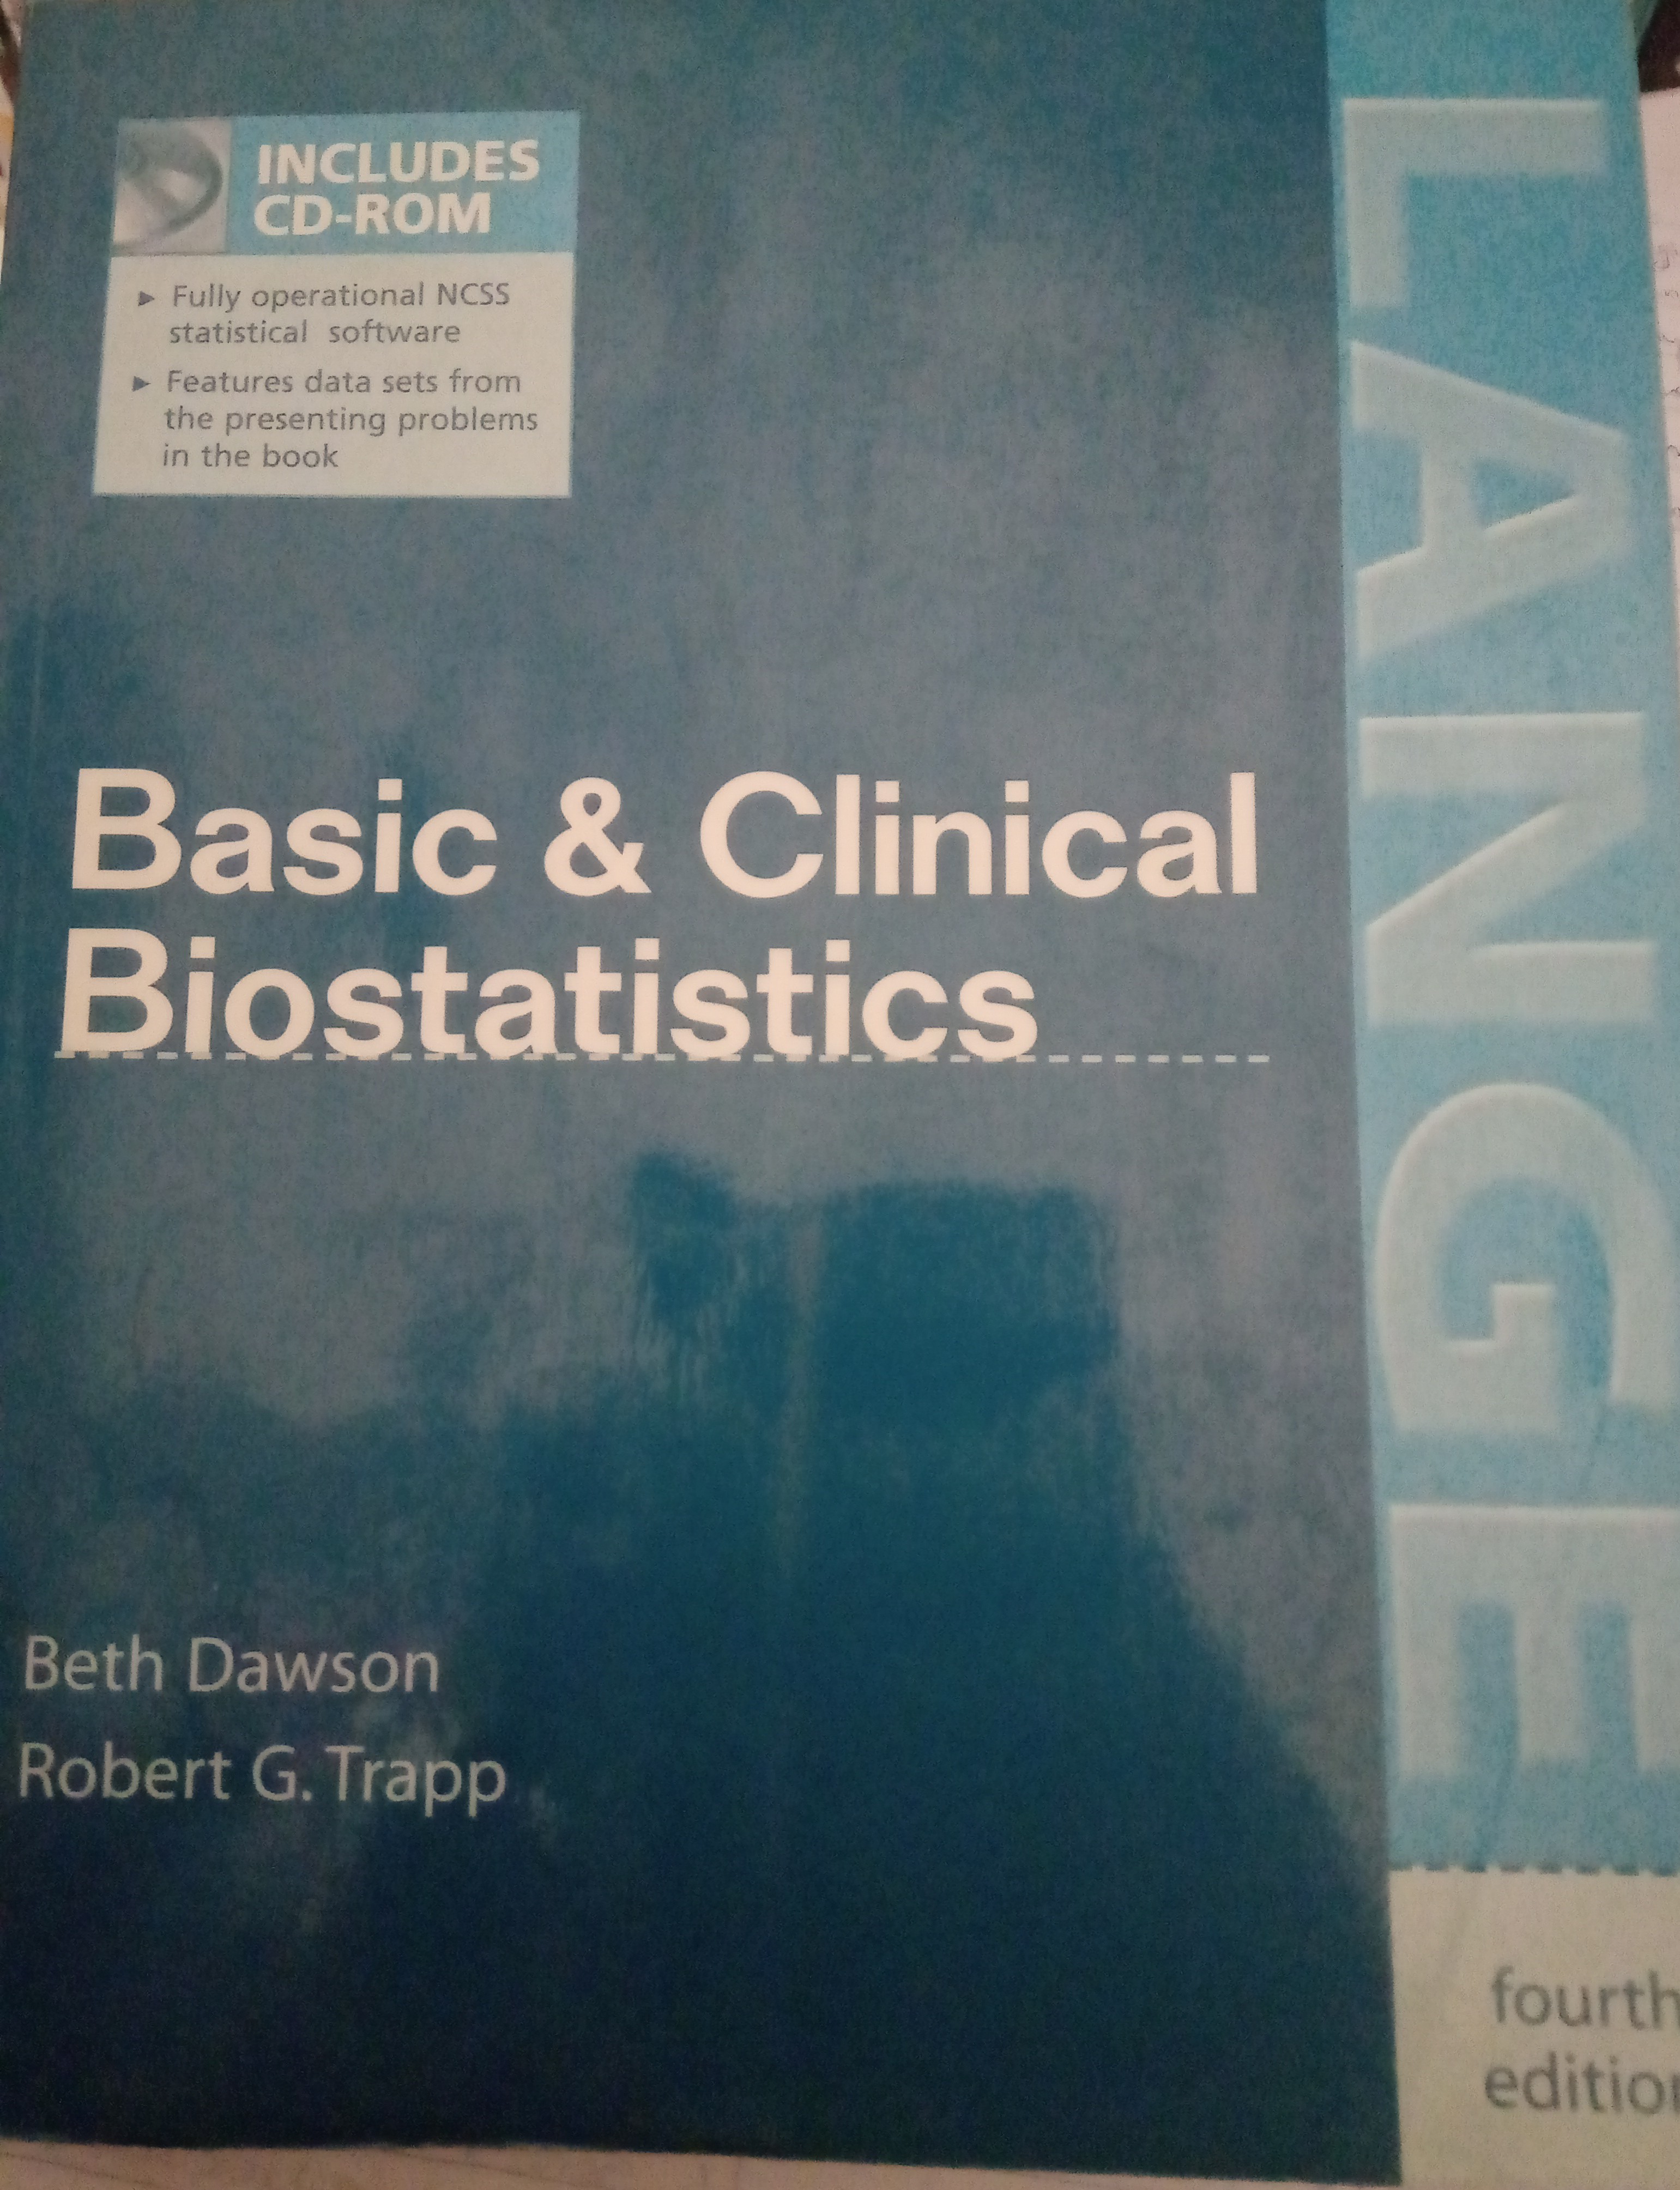 INCLUDES
CD-ROM
► Fully operational NCSS
statistical software
► Features data sets from
the presenting problems
in the book
LANGE
Basic & Clinical
Biostatistics
Beth Dawson
Robert G. Trapp
fourth
edition